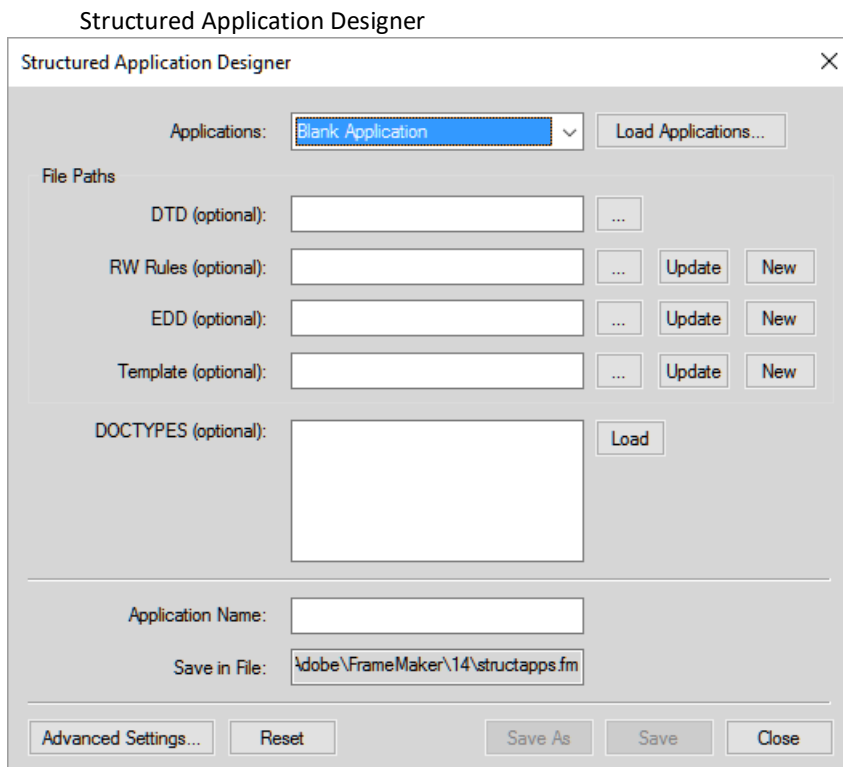 Structured Application Designer
Structured Application Designer
Applications: Blank Application Load Applications...
File Paths
DTD (optional): ...
RW Rules (optional): ... Update New
EDD (optional): ... Update New
Template (optional): ... Update New
DOCTYPES (optional): Load
Application Name:
Save in File: \Adobe\FrameMaker\14\structapps.fm
Advanced Settings... Reset Save As Save Close